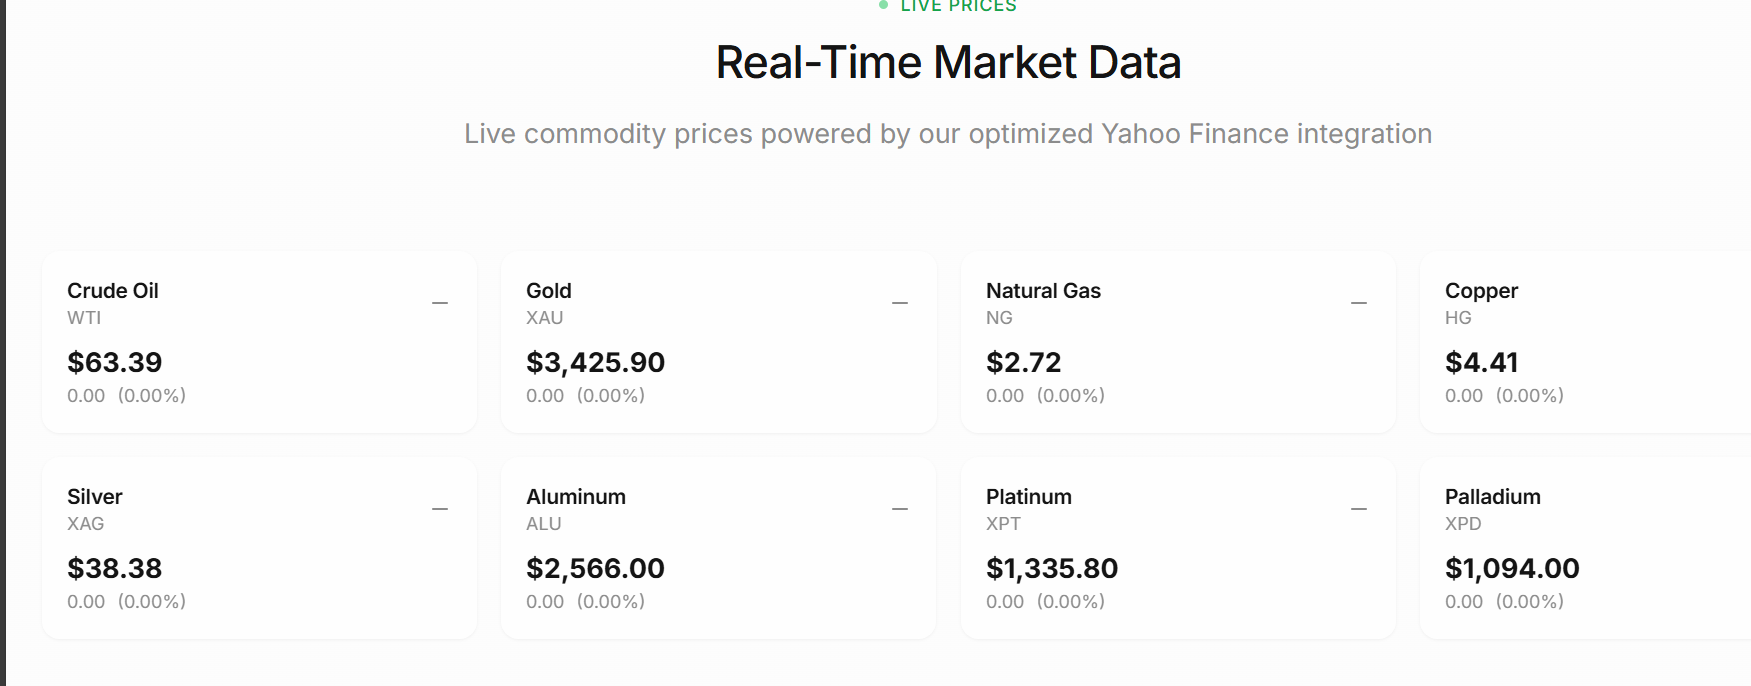 LIVE PRICES
Real-Time Market Data
Live commodity prices powered by our optimized Yahoo Finance integration
Crude Oil
WTI
$63.39
0.00 (0.00%)
Gold
XAU
$3,425.90
0.00 (0.00%)
Natural Gas
NG
$2.72
0.00 (0.00%)
Copper
HG
$4.41
0.00 (0.00%)
Silver
XAG
$38.38
0.00 (0.00%)
Aluminum
ALU
$2,566.00
0.00 (0.00%)
Platinum
XPT
$1,335.80
0.00 (0.00%)
Palladium
XPD
$1,094.00
0.00 (0.00%)